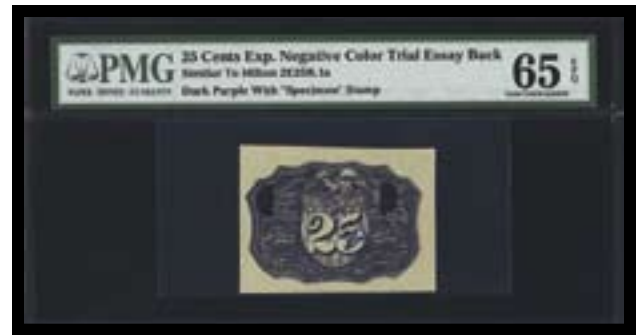 PMG
25 Cents Exp. Negative Color Trial Essay Back
Similar To Milton 2E25R.1a
Dark Purple With "Specimen" Stamp
65 EPQ
25